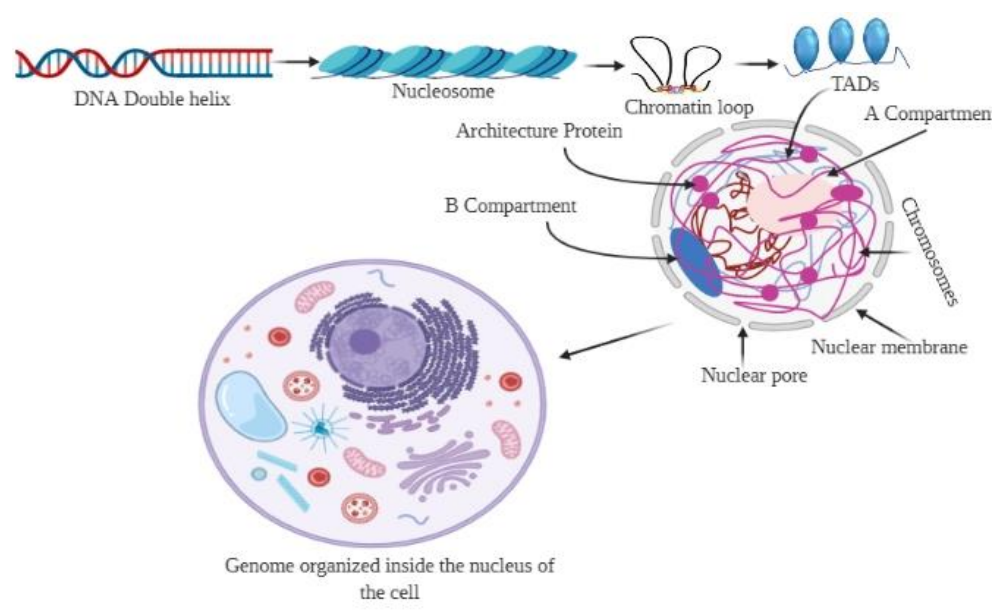 DNA Double helix
Nucleosome
Chromatin loop
TADs
A Compartmen
Architecture Protein
B Compartment
Chromosomes
Nuclear membrane
Nuclear pore
Genome organized inside the nucleus of
the cell